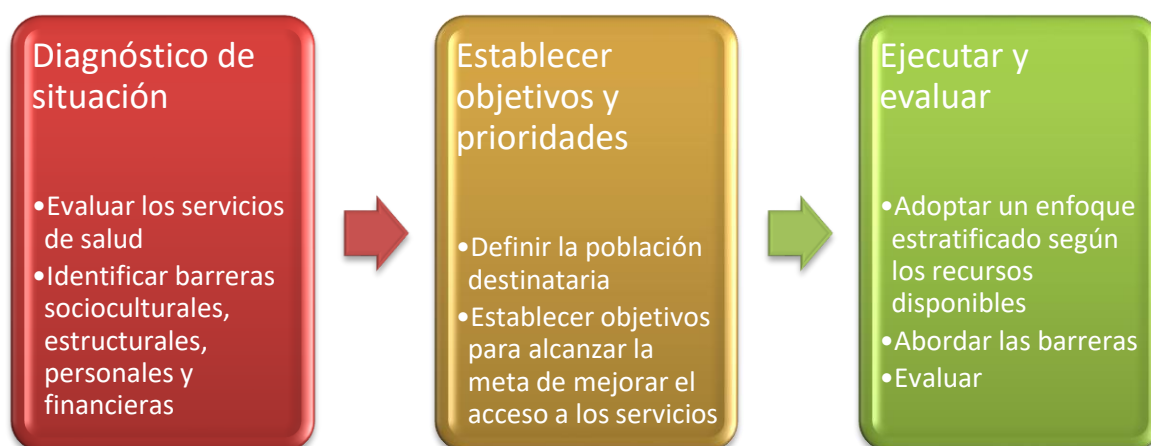 Diagnóstico de
situación
•Evaluar los servicios
de salud
•Identificar barreras
socioculturales,
estructurales,
personales y
financieras
Establecer
objetivos y
prioridades
•Definir la población
destinataria
•Establecer objetivos
para alcanzar la
meta de mejorar el
acceso a los servicios
Ejecutar y
evaluar
•Adoptar un enfoque
estratificado según
los recursos
disponibles
•Abordar las barreras
•Evaluar